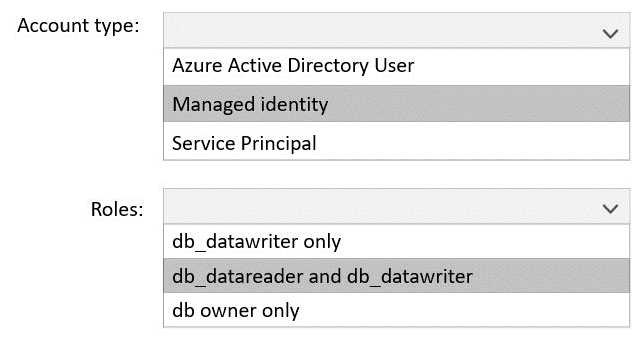 Account type:
Azure Active Directory User
Managed identity
Service Principal
Roles:
db_datawriter only
db_datareader and db_datawriter
db owner only